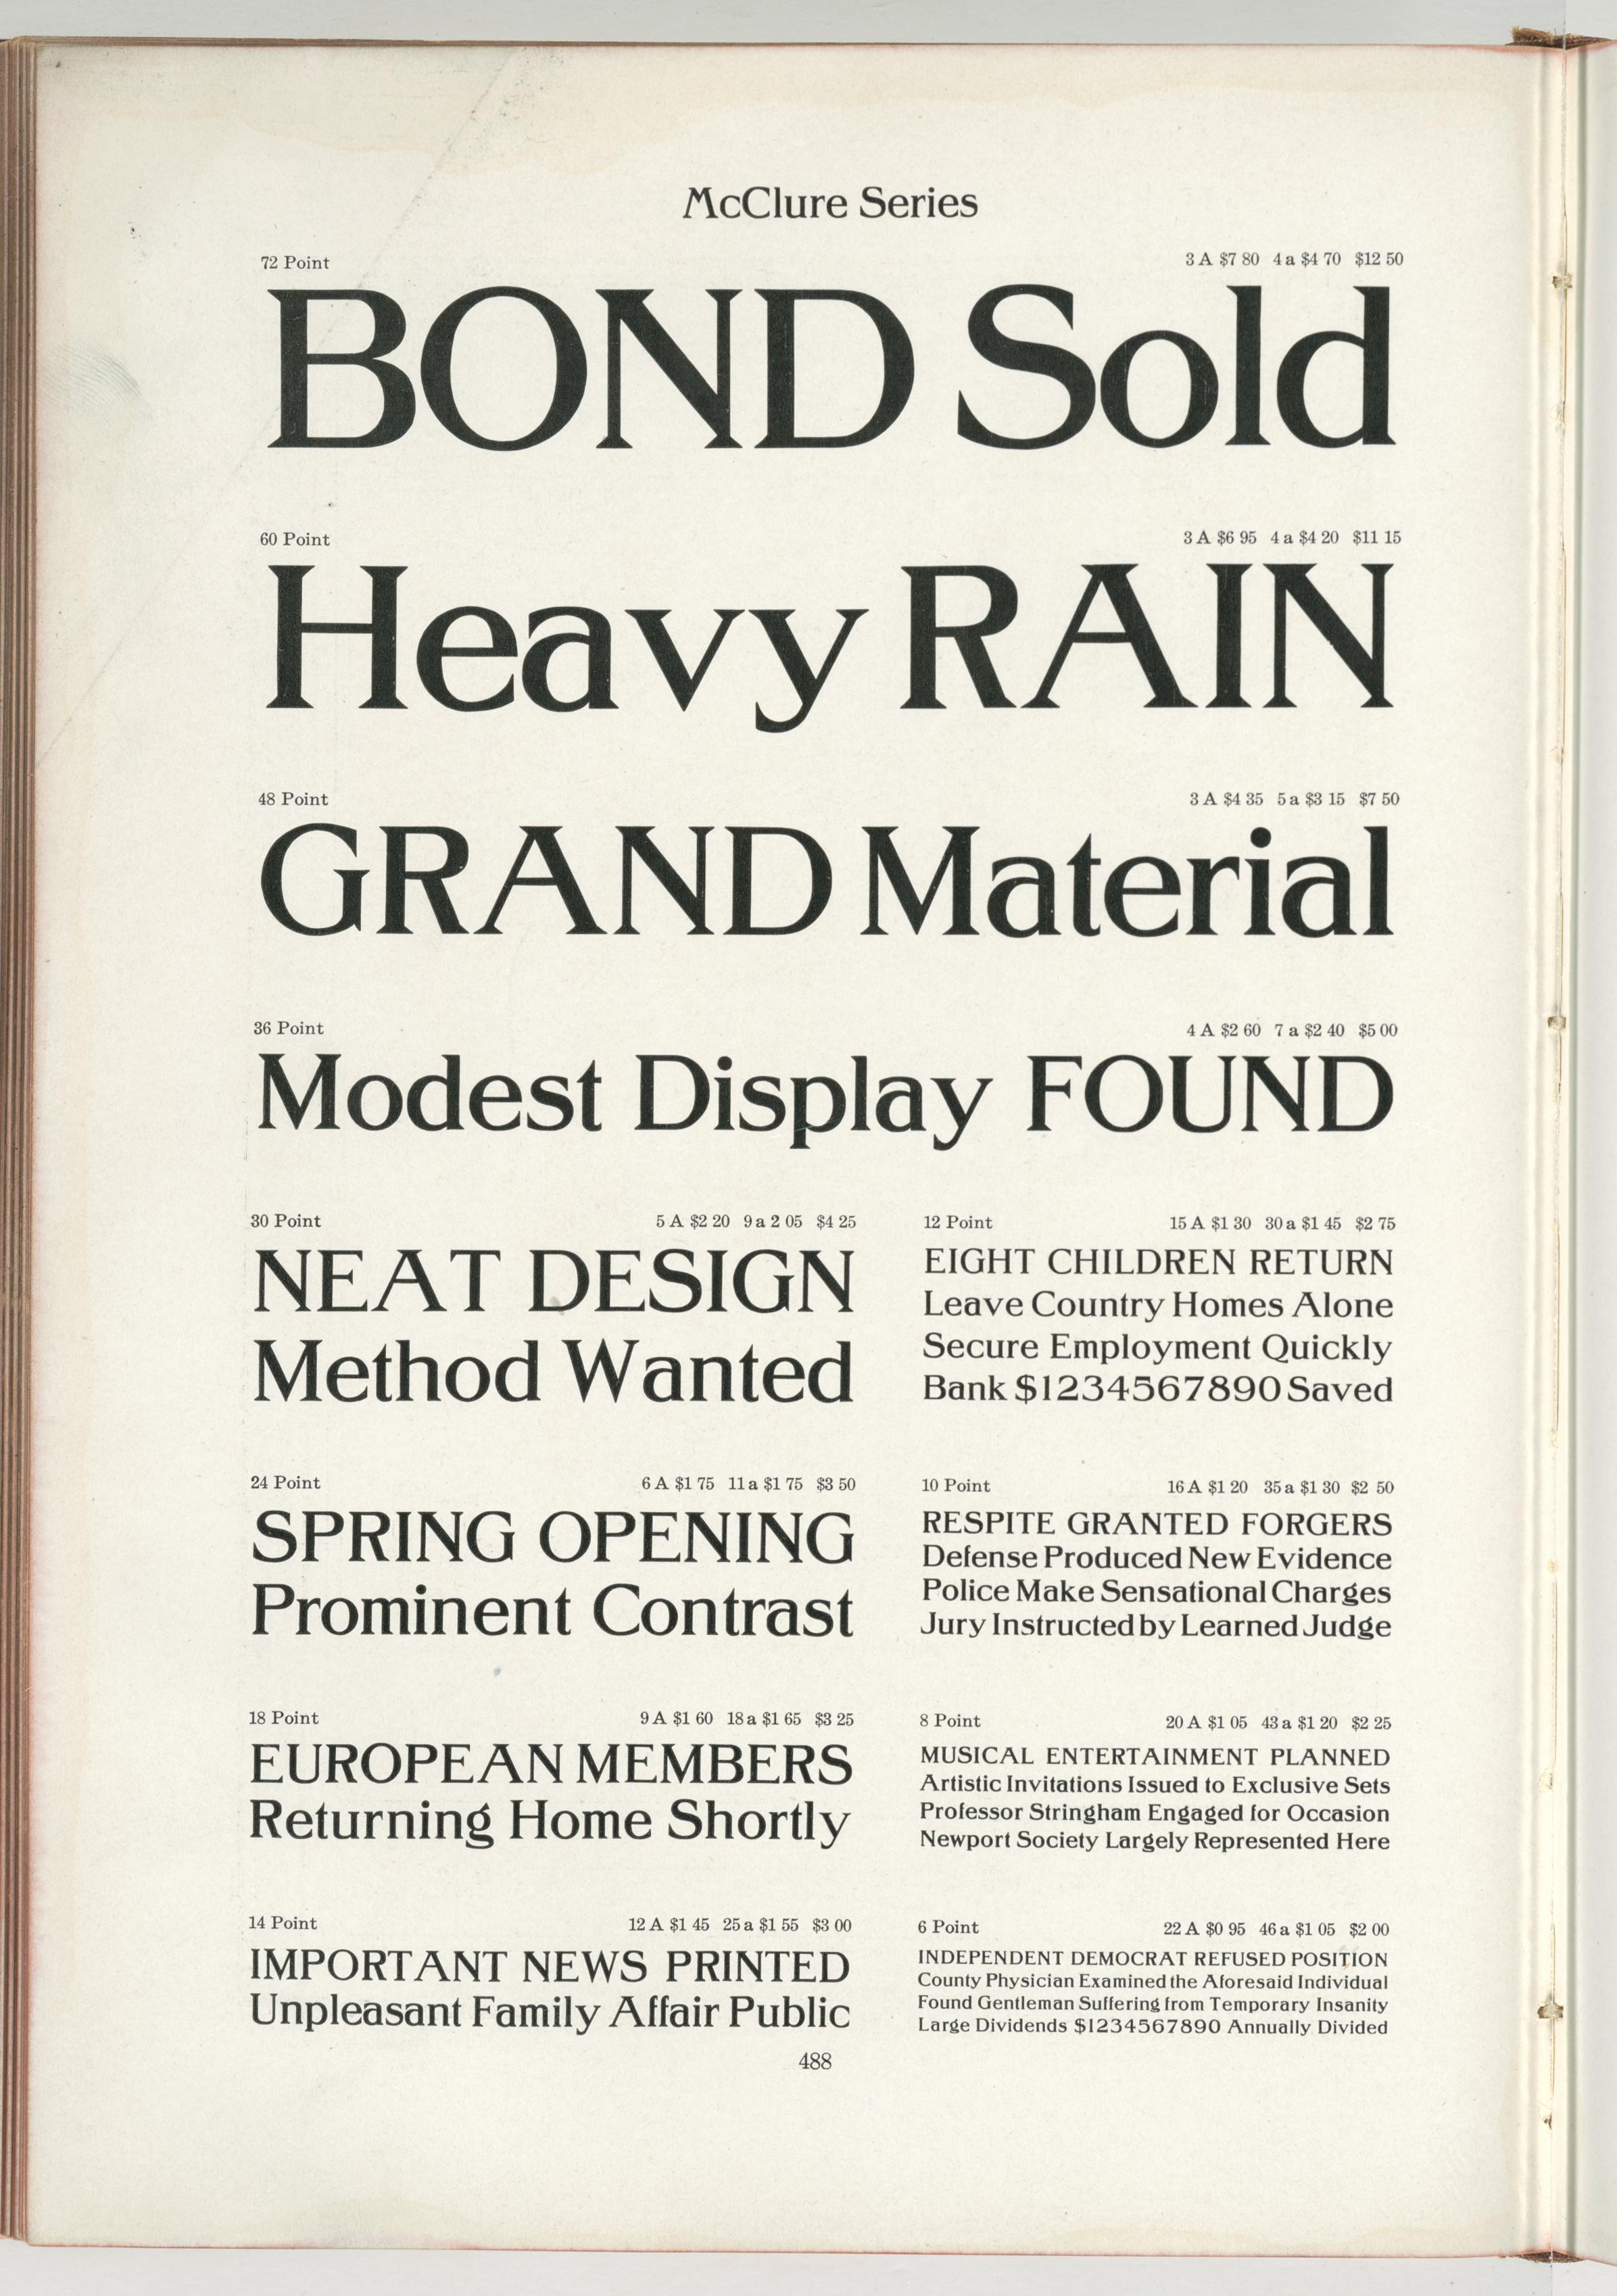 McClure Series
72 Point 3 A $7 80 4 a $4 70 $12 50
BOND Sold
60 Point 3 A $6 95 4 a $4 20 $11 15
Heavy RAIN
48 Point 3 A $4 35 5 a $3 15 $7 50
GRAND Material
36 Point 4 A $2 60 7 a $2 40 $5 00
Modest Display FOUND
30 Point 5 A $2 20 9 a 2 05 $4 25
NEAT DESIGN
Method Wanted
24 Point 6 A $1 75 11 a $1 75 $3 50
SPRING OPENING
Prominent Contrast
18 Point 9 A $1 60 18 a $1 65 $3 25
EUROPEAN MEMBERS
Returning Home Shortly
14 Point 12 A $1 45 25 a $1 55 $3 00
IMPORTANT NEWS PRINTED
Unpleasant Family Affair Public
12 Point 15 A $1 30 30 a $1 45 $2 75
EIGHT CHILDREN RETURN
Leave Country Homes Alone
Secure Employment Quickly
Bank $1234567890 Saved
10 Point 16 A $1 20 35 a $1 30 $2 50
RESPITE GRANTED FORGERS
Defense Produced New Evidence
Police Make Sensational Charges
Jury Instructed by Learned Judge
8 Point 20 A $1 05 43 a $1 20 $2 25
MUSICAL ENTERTAINMENT PLANNED
Artistic Invitations Issued to Exclusive Sets
Professor Stringham Engaged for Occasion
Newport Society Largely Represented Here
6 Point 22 A $0 95 46 a $1 05 $2 00
INDEPENDENT DEMOCRAT REFUSED POSITION
County Physician Examined the Aforesaid Individual
Found Gentleman Suffering from Temporary Insanity
Large Dividends $1234567890 Annually Divided
488